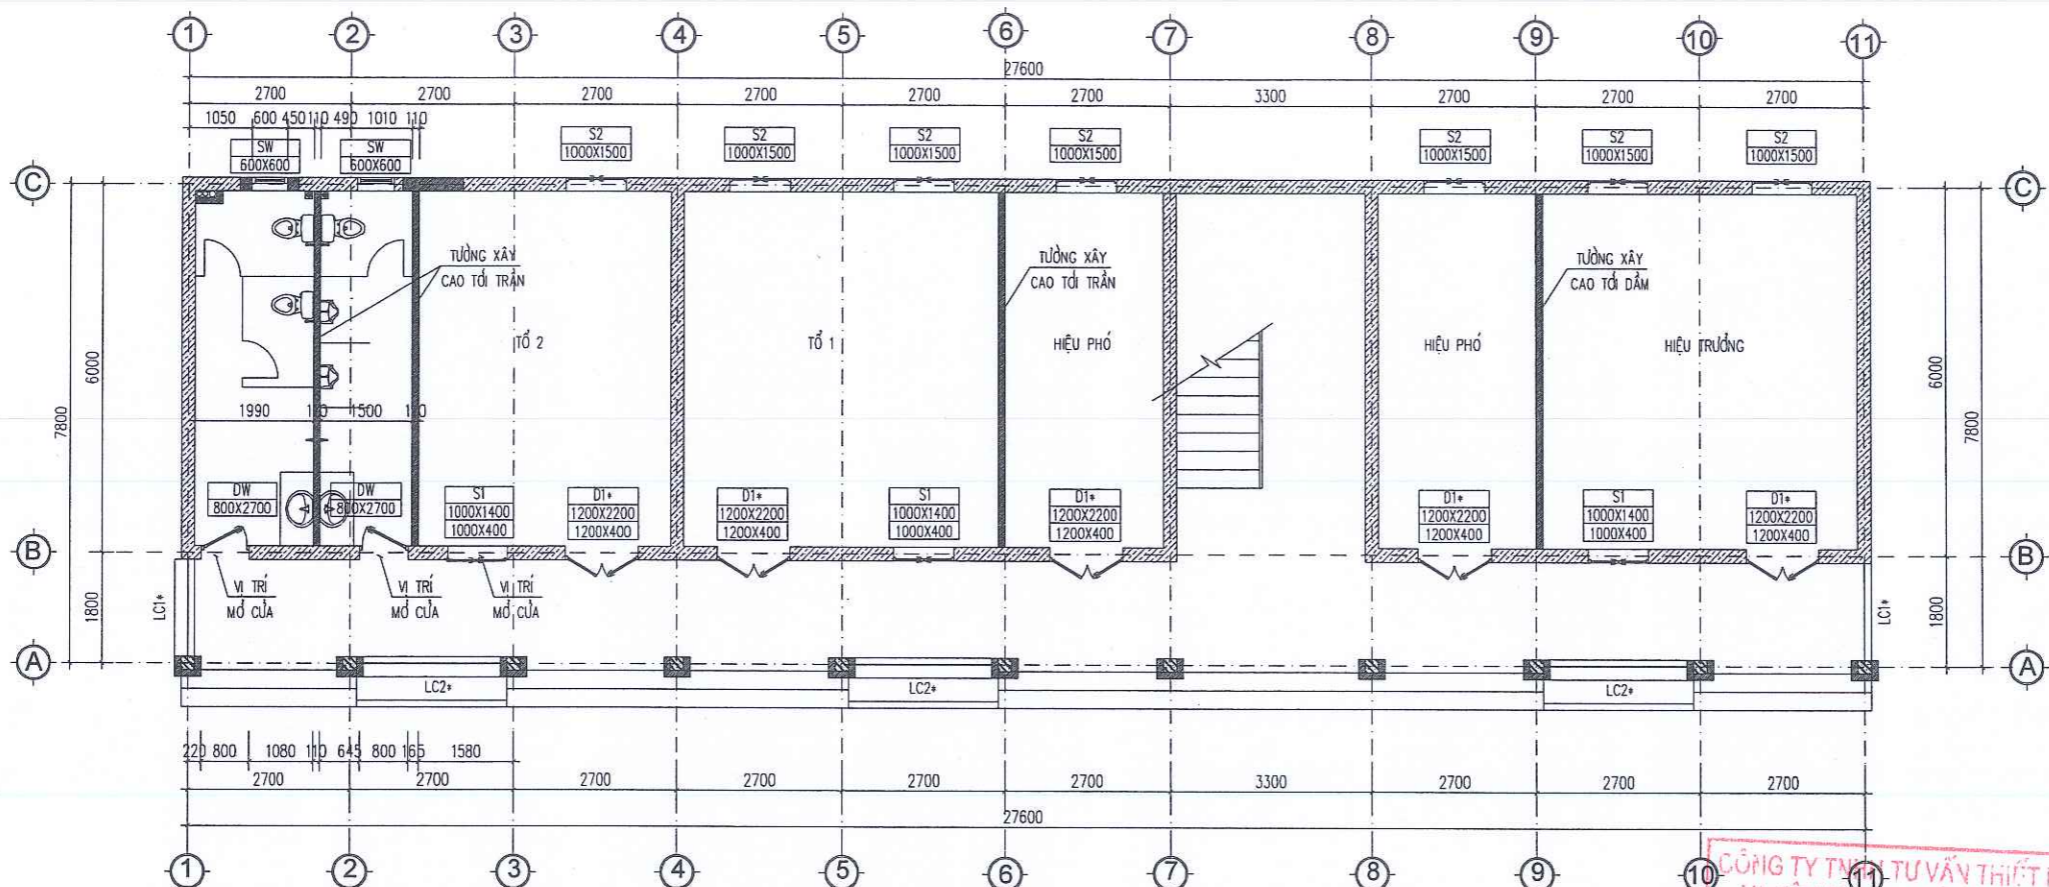 1 2 3 4 5 6 7 8 9 10 11
27600
2700 2700 2700 2700 2700 2700 3300 2700 2700 2700
1050 600 450 110 490 1010 110
SW
600X600
SW
600X600
S2
1000X1500
S2
1000X1500
S2
1000X1500
S2
1000X1500
S2
1000X1500
S2
1000X1500
S2
1000X1500
C
C
TƯỜNG XÂY
CAO TỚI TRẦN
TƯỜNG XÂY
CAO TỚI TRẦN
TƯỜNG XÂY
CAO TỚI DẦM
TỔ 2
TỔ 1
HIỆU PHÓ
HIỆU PHÓ
HIỆU TRƯỞNG
6000
7800
6000
7800
1990 110 1500 110
DW
800X2700
DW
800X2700
S1
1000X1400
1000X400
D1*
1200X2200
1200X400
D1*
1200X2200
1200X400
S1
1000X1400
1000X400
D1*
1200X2200
1200X400
D1*
1200X2200
1200X400
S1
1000X1400
1000X400
D1*
1200X2200
1200X400
B
B
VỊ TRÍ
MỞ CỬA
VỊ TRÍ
MỞ CỬA
VỊ TRÍ
MỞ CỬA
1800
LC1*
LC1*
1800
A
A
LC2*
LC2*
LC2*
220 800 1080 110 645 800 165 1580
2700 2700 2700 2700 2700 2700 3300 2700 2700 2700
27600
1 2 3 4 5 6 7 8 9 10 11
CÔNG TY TNHH TƯ VẤN THIẾT